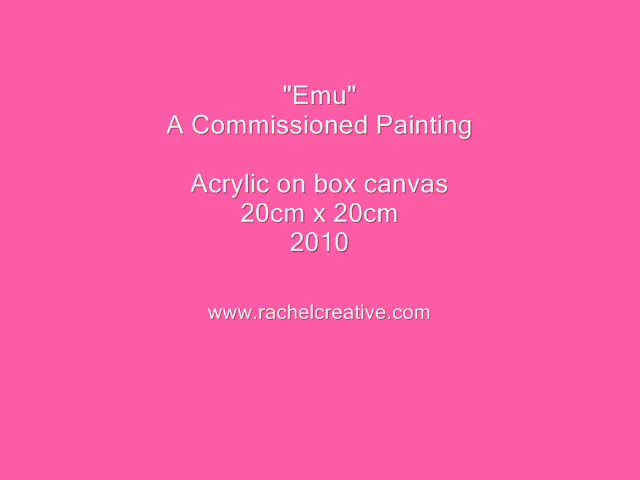 "Emu"
A Commissioned Painting
Acrylic on box canvas
20cm x 20cm
2010
www.rachelcreative.com